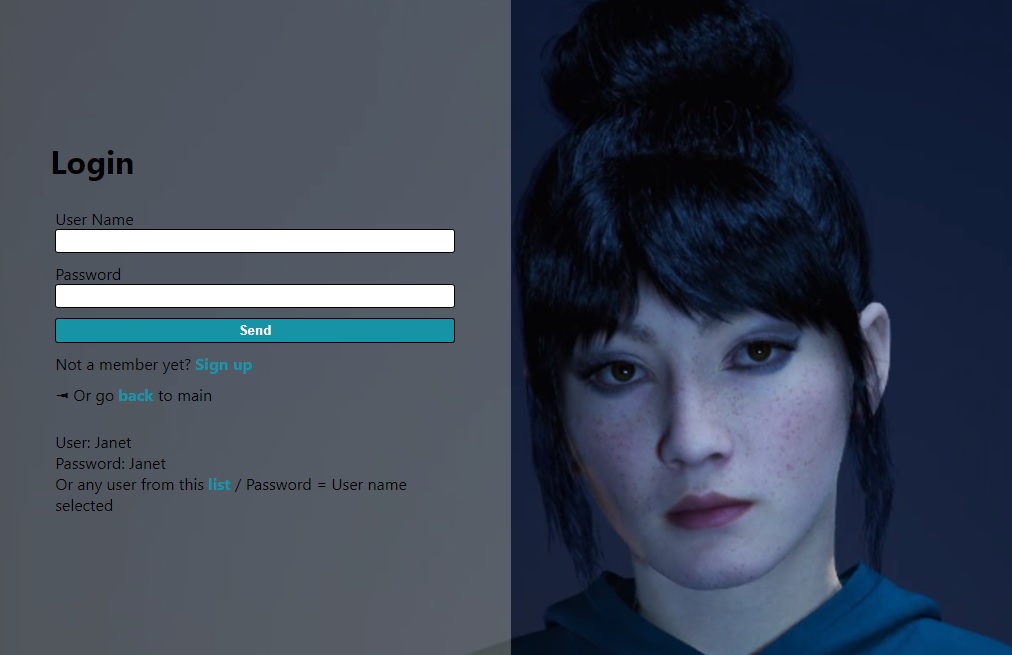 Login
User Name
Password
Send
Not a member yet? Sign up
◄ Or go back to main
User: Janet
Password: Janet
Or any user from this list / Password = User name
selected